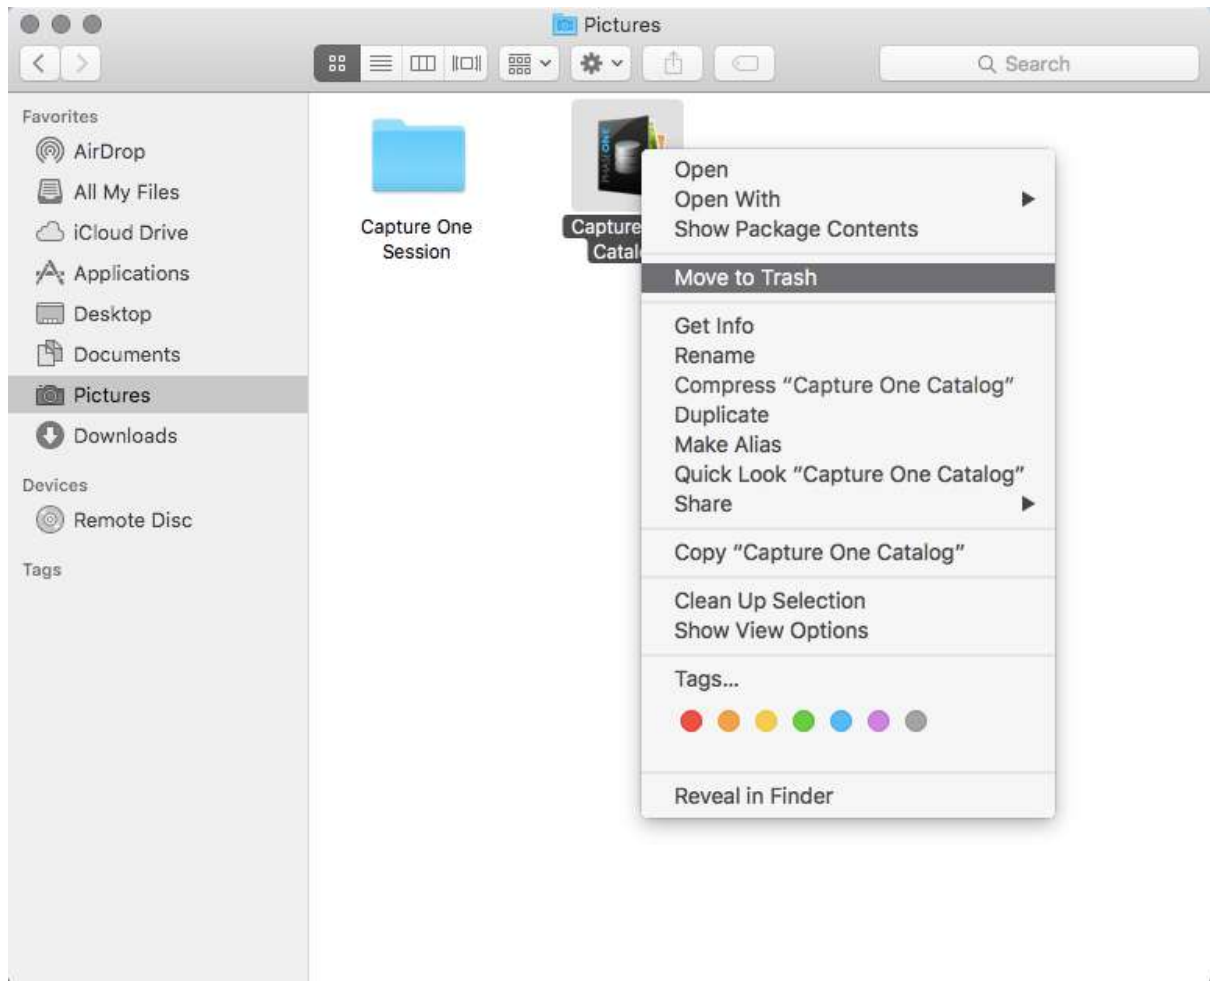 Pictures
Search
Favorites
AirDrop
All My Files
iCloud Drive
Applications
Desktop
Documents
Pictures
Downloads
Devices
Remote Disc
Tags
Capture One
Session
PHASEONE
Capture
Catal
Open
Open With
Show Package Contents
Move to Trash
Get Info
Rename
Compress “Capture One Catalog”
Duplicate
Make Alias
Quick Look “Capture One Catalog”
Share
Copy “Capture One Catalog”
Clean Up Selection
Show View Options
Tags...
Reveal in Finder